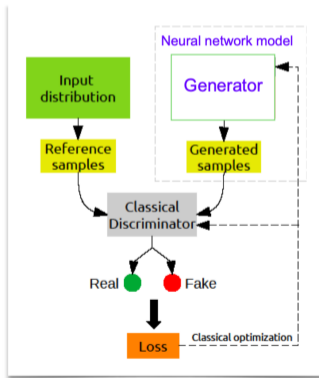 Neural network model
Input
distribution
Generator
Reference
samples
Generated
samples
Classical
Discriminator
Real
Fake
Loss
Classical optimization